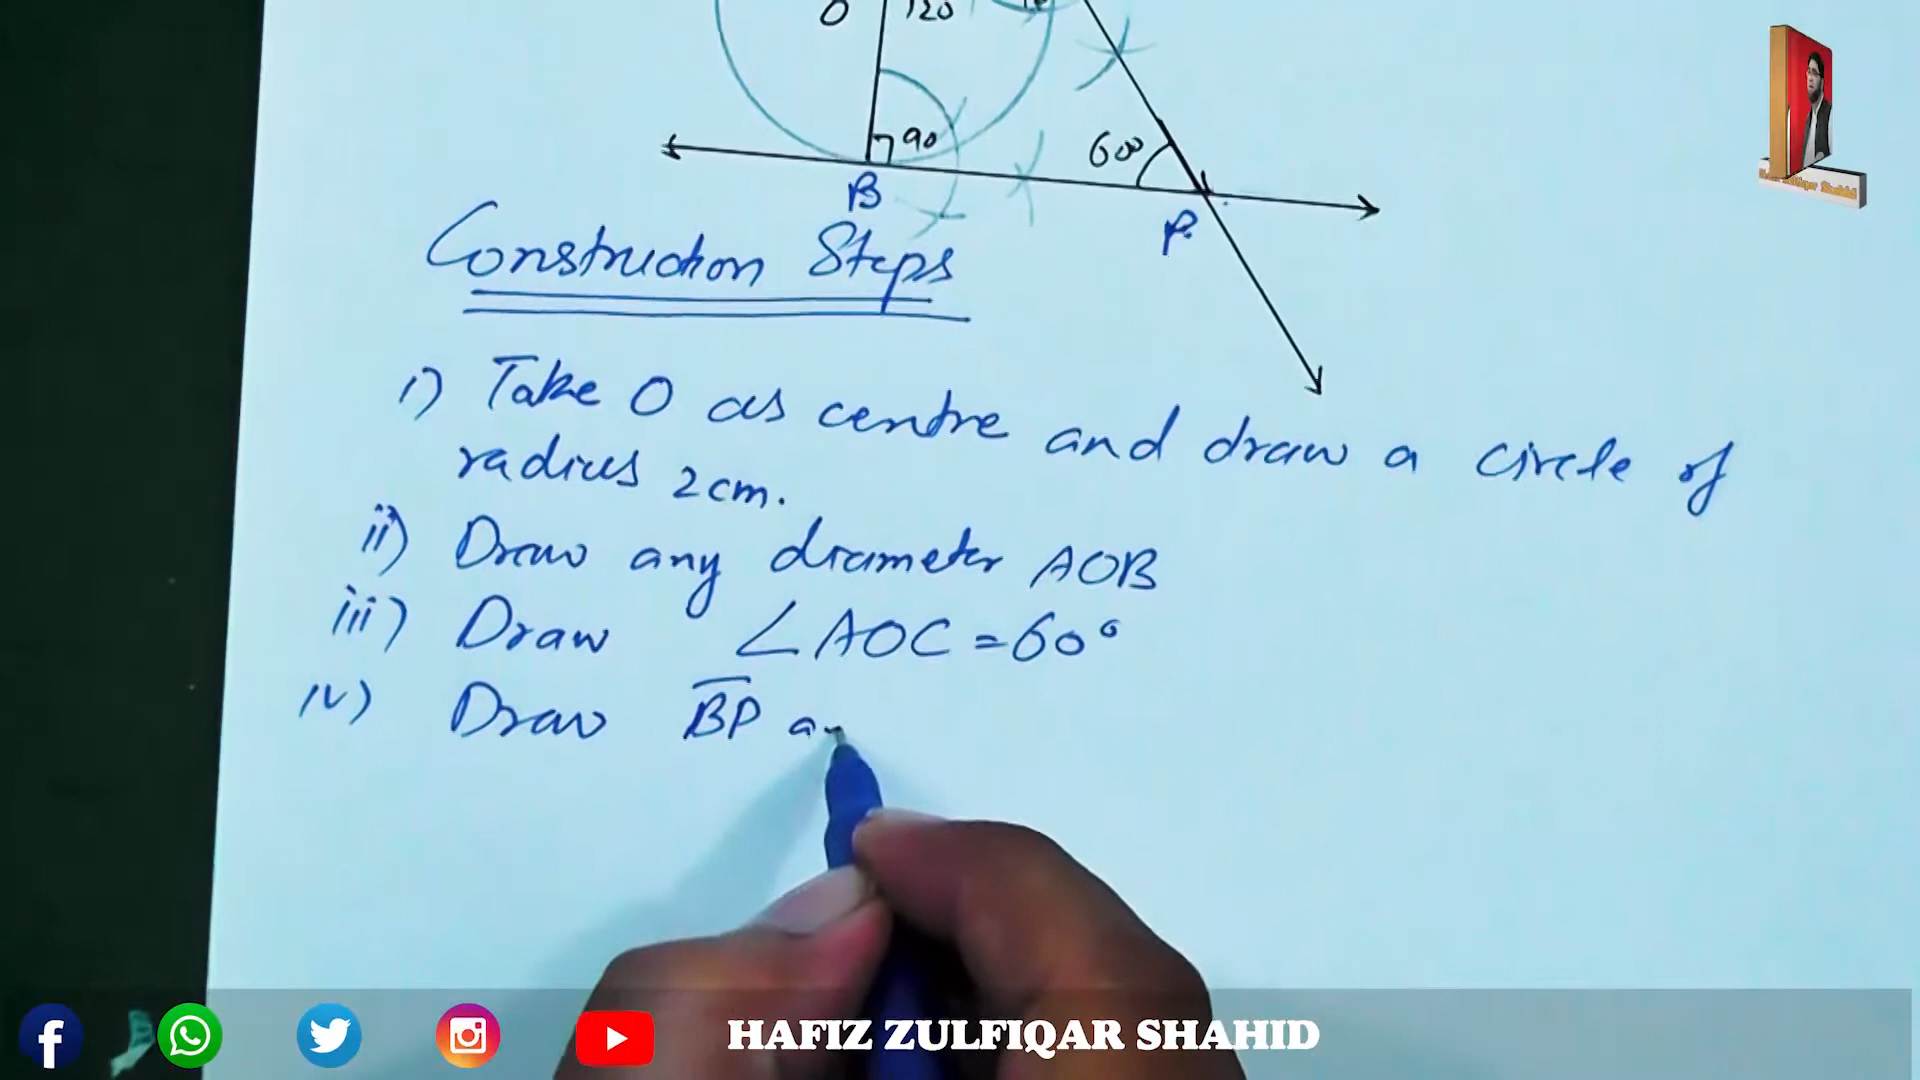 O 120
90
60°
B
P
Construction Steps
i) Take O as centre and draw a circle of
radius 2cm.
ii) Draw any diameter AOB
iii) Draw ∠AOC = 60°
iv) Draw B̅P̅ an
HAFIZ ZULFIQAR SHAHID